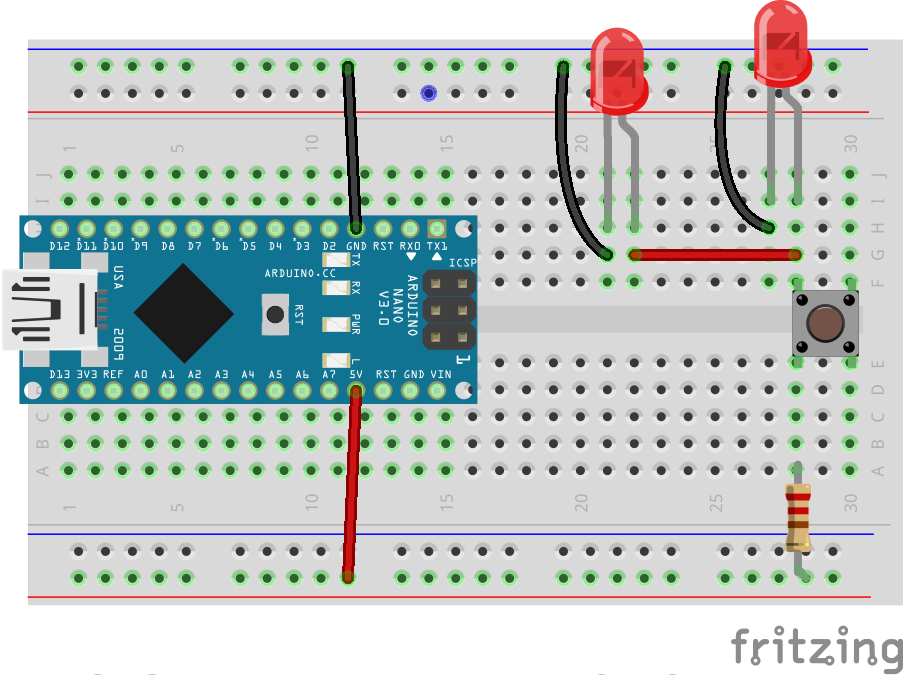 1 5 10 15 20 25 30
J J
I I
H H
G G
F F
D12 D11 D10 D9 D8 D7 D6 D5 D4 D3 D2 GND RST RX0 TX1
USA
2009
ARDUINO.CC
RST
TX
RX
PWR
L
ARDUINO
NANO
V3.0
ICSP
1
D13 3V3 REF A0 A1 A2 A3 A4 A5 A6 A7 5V RST GND VIN
E
D
C C
B B
A A
1 5 10 15 20 25 30
fritzing